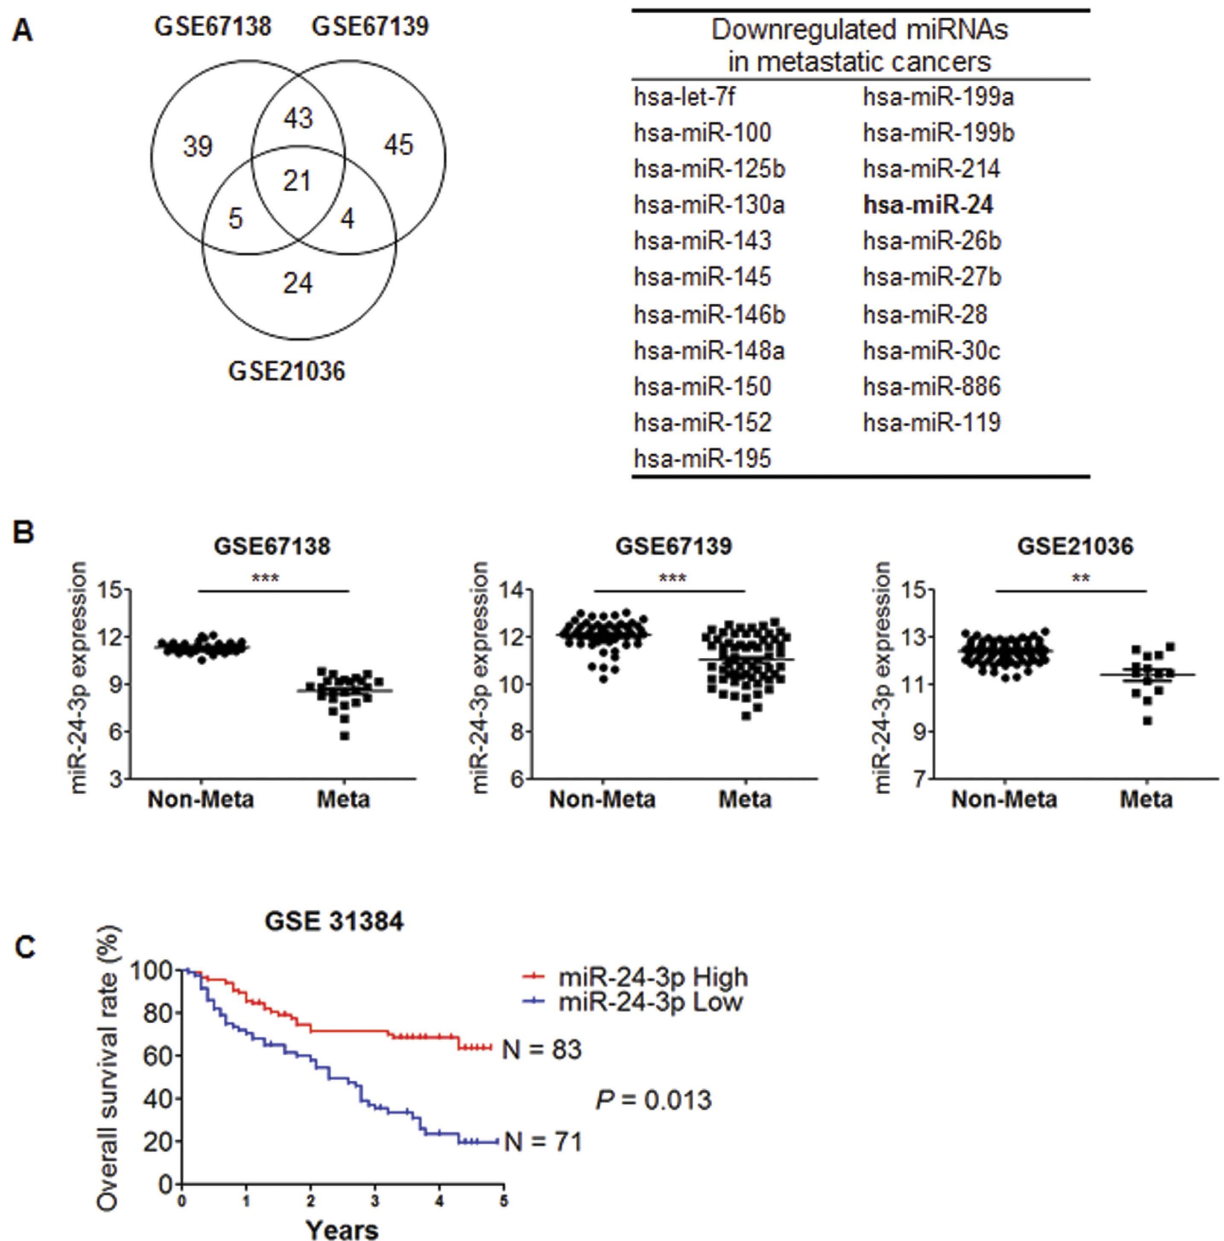 A
GSE67138 GSE67139
43
39
45
21
5
4
24
GSE21036
Downregulated miRNAs
in metastatic cancers
hsa-let-7f hsa-miR-199a
hsa-miR-100 hsa-miR-199b
hsa-miR-125b hsa-miR-214
hsa-miR-130a hsa-miR-24
hsa-miR-143 hsa-miR-26b
hsa-miR-145 hsa-miR-27b
hsa-miR-146b hsa-miR-28
hsa-miR-148a hsa-miR-30c
hsa-miR-150 hsa-miR-886
hsa-miR-152 hsa-miR-119
hsa-miR-195
B
GSE67138
***
miR-24-3p expression
15
12
9
6
3
Non-Meta Meta
GSE67139
***
miR-24-3p expression
14
12
10
8
6
Non-Meta Meta
GSE21036
**
miR-24-3p expression
15
13
11
9
7
Non-Meta Meta
C
GSE 31384
Overall survival rate (%)
100
80
60
40
20
0
0 1 2 3 4 5
Years
miR-24-3p High
miR-24-3p Low
N = 83
P = 0.013
N = 71